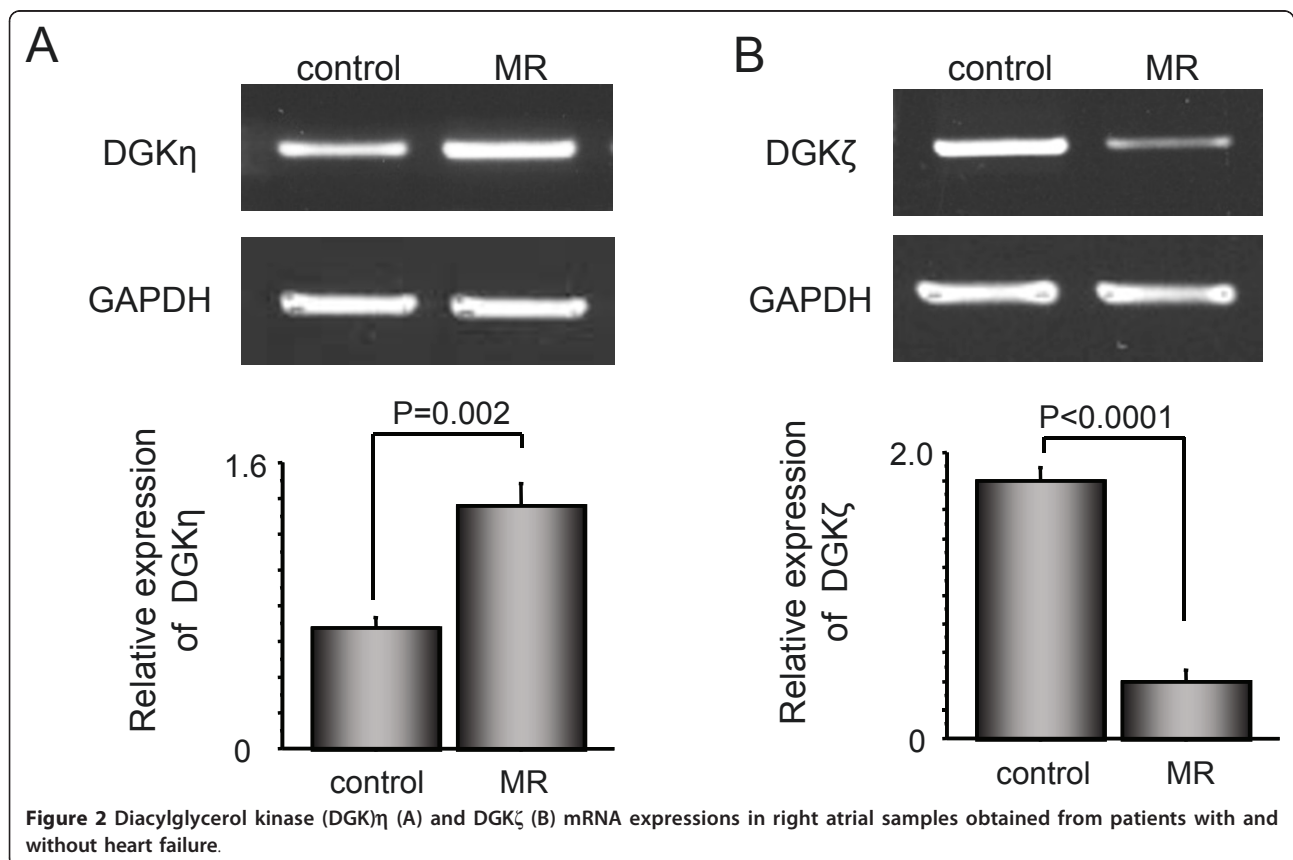 A
control MR
DGKη
GAPDH
P=0.002
Relative expression
of DGKη
1.6
0
control MR
B
control MR
DGKζ
GAPDH
P<0.0001
Relative expression
of DGKζ
2.0
0
control MR
Figure 2 Diacylglycerol kinase (DGK)η (A) and DGKζ (B) mRNA expressions in right atrial samples obtained from patients with and
without heart failure.